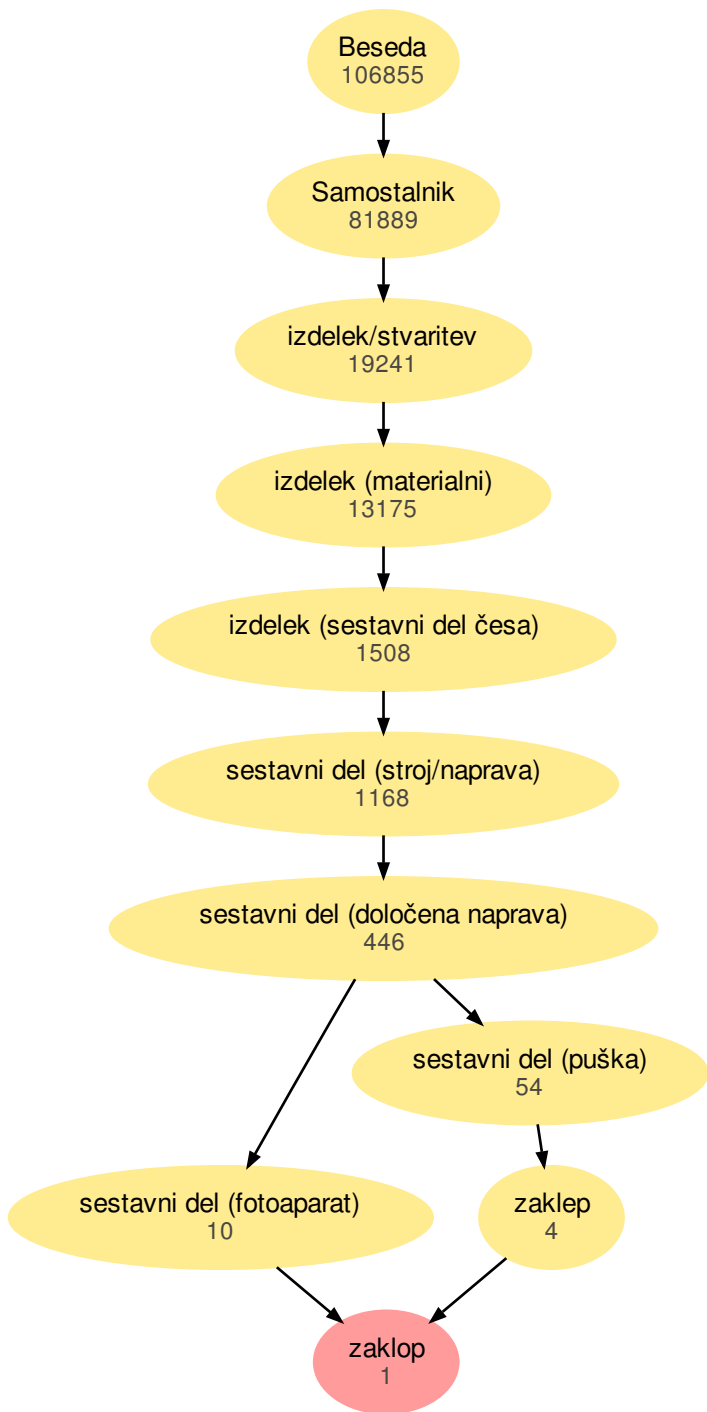 Beseda
106855
Samostalnik
81889
izdelek/stvaritev
19241
izdelek (materialni)
13175
izdelek (sestavni del česa)
1508
sestavni del (stroj/naprava)
1168
sestavni del (določena naprava)
446
sestavni del (puška)
54
sestavni del (fotoaparat)
10
zaklep
4
zaklop
1